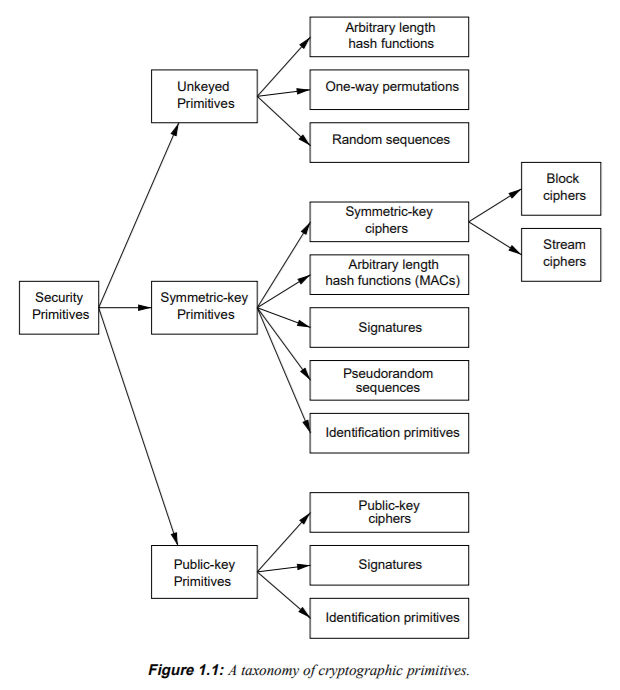 Arbitrary length
hash functions
Unkeyed
Primitives
One-way permutations
Random sequences
Block
ciphers
Symmetric-key
ciphers
Stream
ciphers
Arbitrary length
hash functions (MACs)
Security
Primitives
Symmetric-key
Primitives
Signatures
Pseudorandom
sequences
Identification primitives
Public-key
ciphers
Public-key
Primitives
Signatures
Identification primitives
Figure 1.1: A taxonomy of cryptographic primitives.